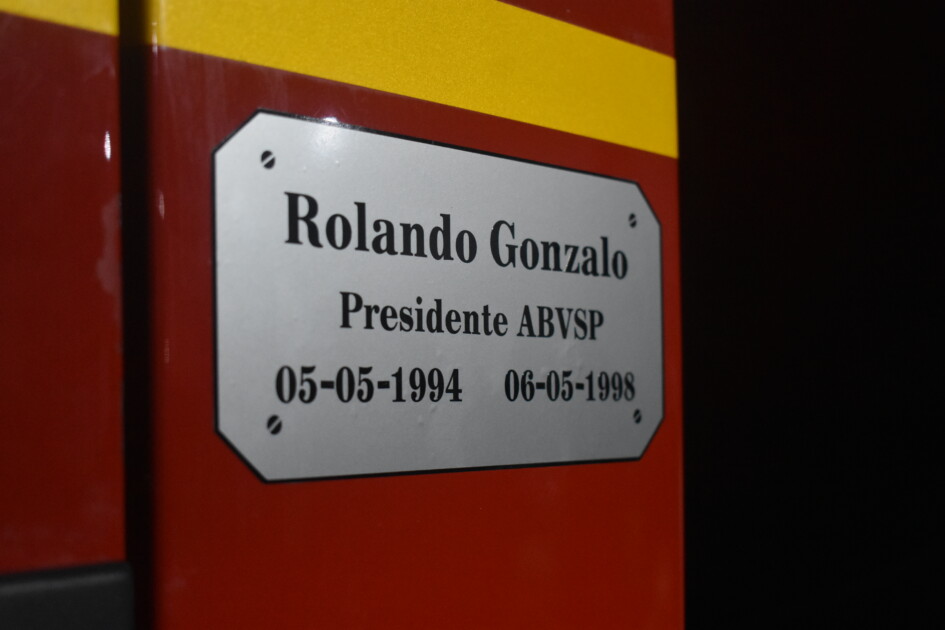 Rolando Gonzalo
Presidente ABVSP
05-05-1994 06-05-1998